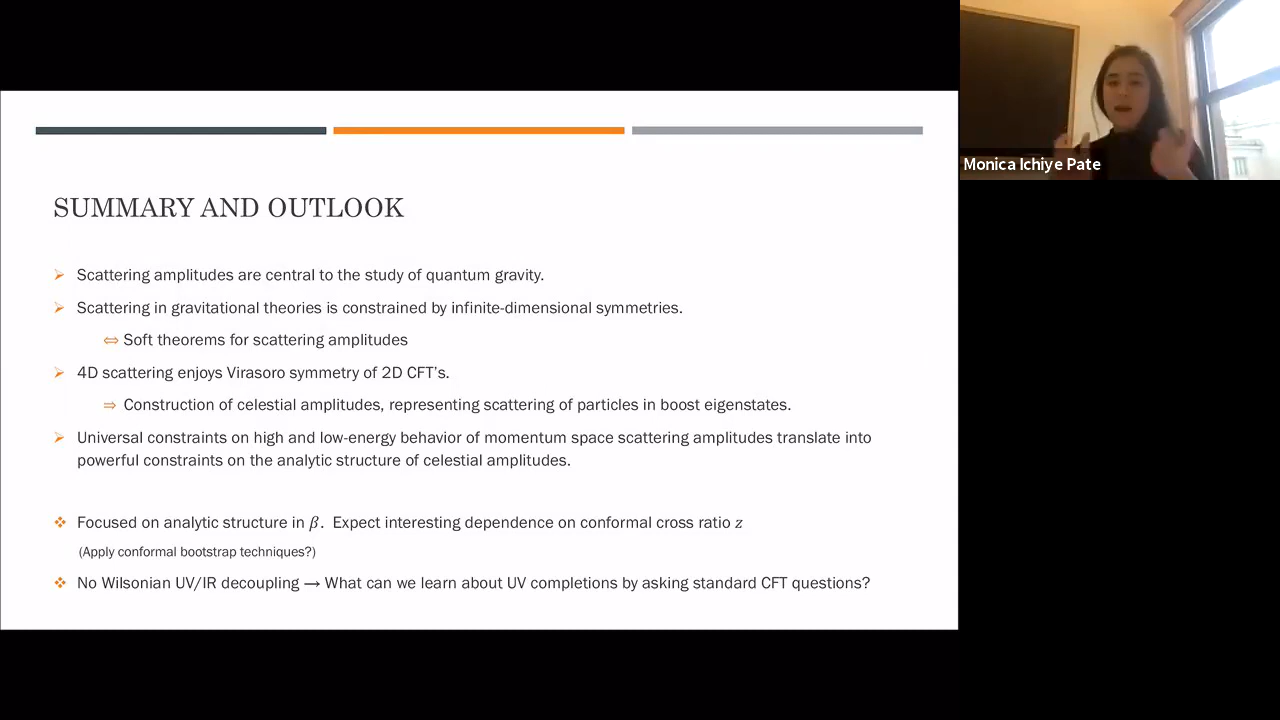 Monica Ichiye Pate
SUMMARY AND OUTLOOK
➢ Scattering amplitudes are central to the study of quantum gravity.
➢ Scattering in gravitational theories is constrained by infinite-dimensional symmetries.
⇔ Soft theorems for scattering amplitudes
➢ 4D scattering enjoys Virasoro symmetry of 2D CFT's.
⇒ Construction of celestial amplitudes, representing scattering of particles in boost eigenstates.
➢ Universal constraints on high and low-energy behavior of momentum space scattering amplitudes translate into
powerful constraints on the analytic structure of celestial amplitudes.
❖ Focused on analytic structure in β. Expect interesting dependence on conformal cross ratio z
(Apply conformal bootstrap techniques?)
❖ No Wilsonian UV/IR decoupling → What can we learn about UV completions by asking standard CFT questions?